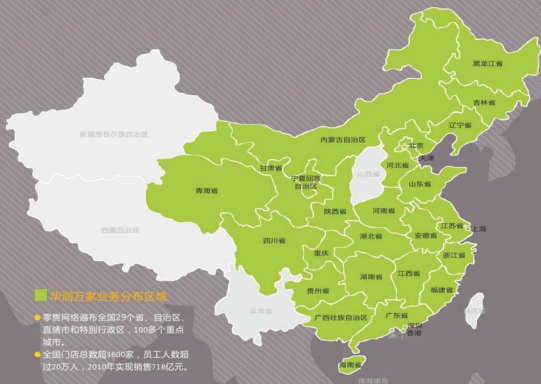 黑龙江省
吉林省
辽宁省
内蒙古自治区
北京
天津
新疆维吾尔族自治区
甘肃省
宁夏回族
自治区
山西省
河北省
山东省
青海省
陕西省
河南省
西藏自治区
四川省
重庆
湖北省
安徽省
江苏省
上海
浙江省
云南省
贵州省
湖南省
江西省
福建省
广西壮族自治区
广东省
深圳
香港
台湾省
海南省
南海诸岛
华润万家业务分布区域
零售网络遍布全国29个省、自治区、
直辖市和特别行政区，100多个重点
城市。
全国门店总数超3600家，员工人数超
过20万人，2010年实现销售718亿元。